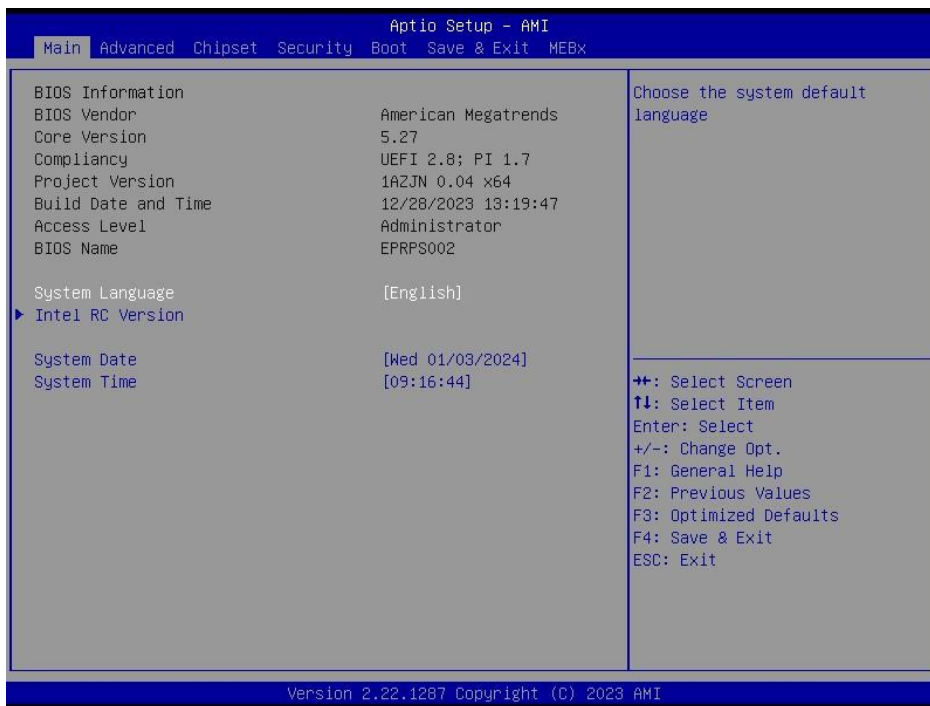 Aptio Setup – AMI
Main Advanced Chipset Security Boot Save & Exit MEBx
BIOS Information
BIOS Vendor American Megatrends
Core Version 5.27
Compliancy UEFI 2.8; PI 1.7
Project Version 1AZJN 0.04 x64
Build Date and Time 12/28/2023 13:19:47
Access Level Administrator
BIOS Name EPRPS002
System Language [English]
Intel RC Version
System Date [Wed 01/03/2024]
System Time [09:16:44]
Choose the system default
language
→←: Select Screen
↑↓: Select Item
Enter: Select
+/-: Change Opt.
F1: General Help
F2: Previous Values
F3: Optimized Defaults
F4: Save & Exit
ESC: Exit
Version 2.22.1287 Copyright (C) 2023 AMI